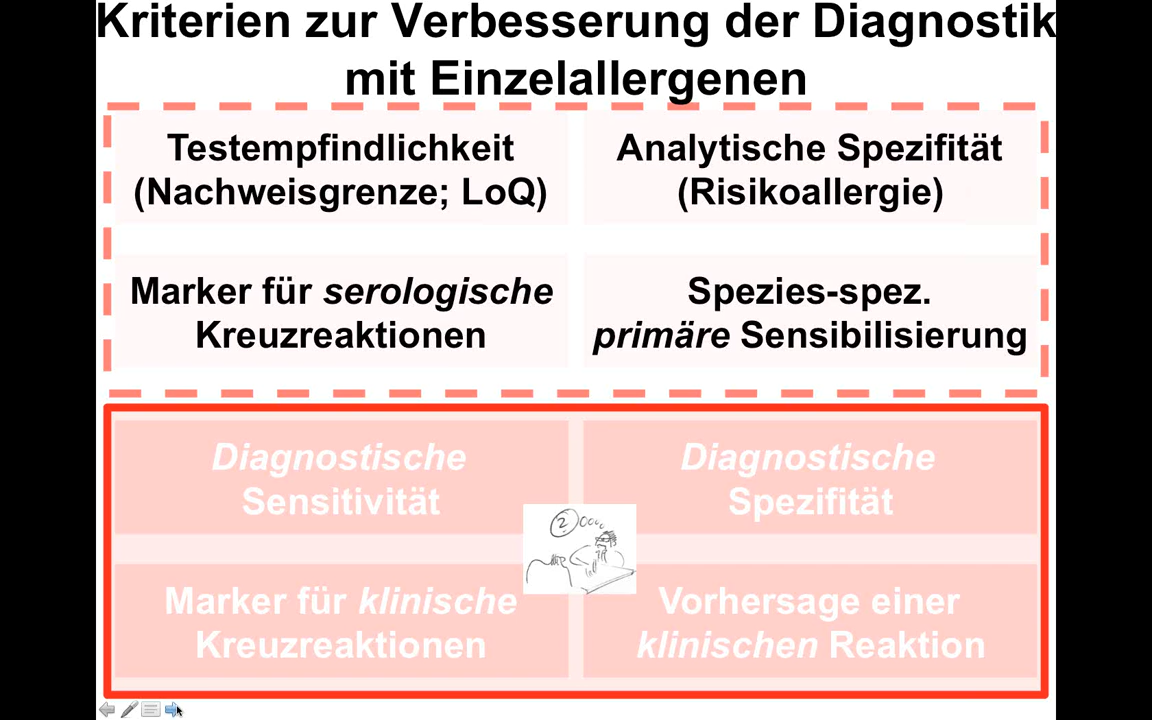 Kriterien zur Verbesserung der Diagnostik
mit Einzelallergenen
Testempfindlichkeit
(Nachweisgrenze; LoQ)
Analytische Spezifität
(Risikoallergie)
Marker für serologische
Kreuzreaktionen
Spezies-spez.
primäre Sensibilisierung
Diagnostische
Sensitivität
Diagnostische
Spezifität
2
Marker für klinische
Kreuzreaktionen
Vorhersage einer
klinischen Reaktion